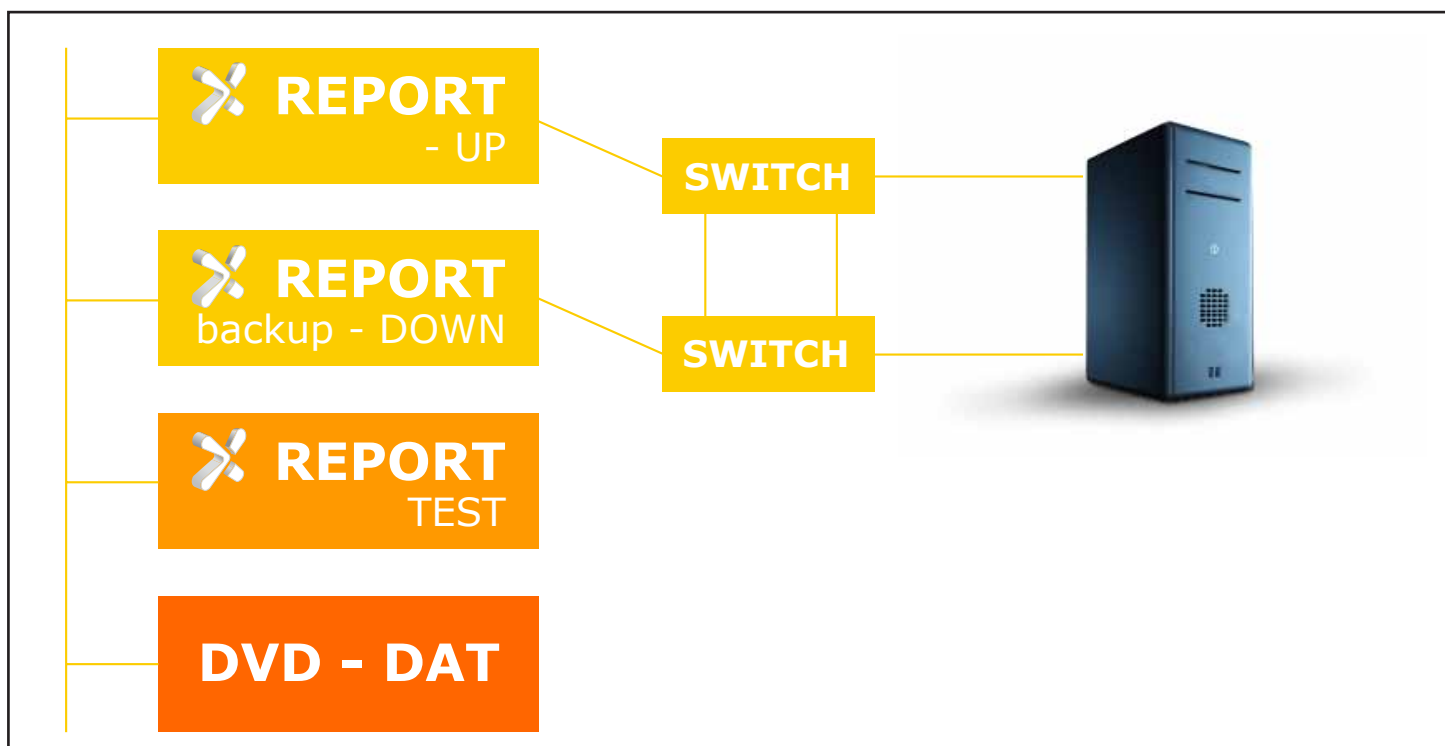 REPORT
- UP
SWITCH
REPORT
backup - DOWN
SWITCH
REPORT
TEST
DVD - DAT